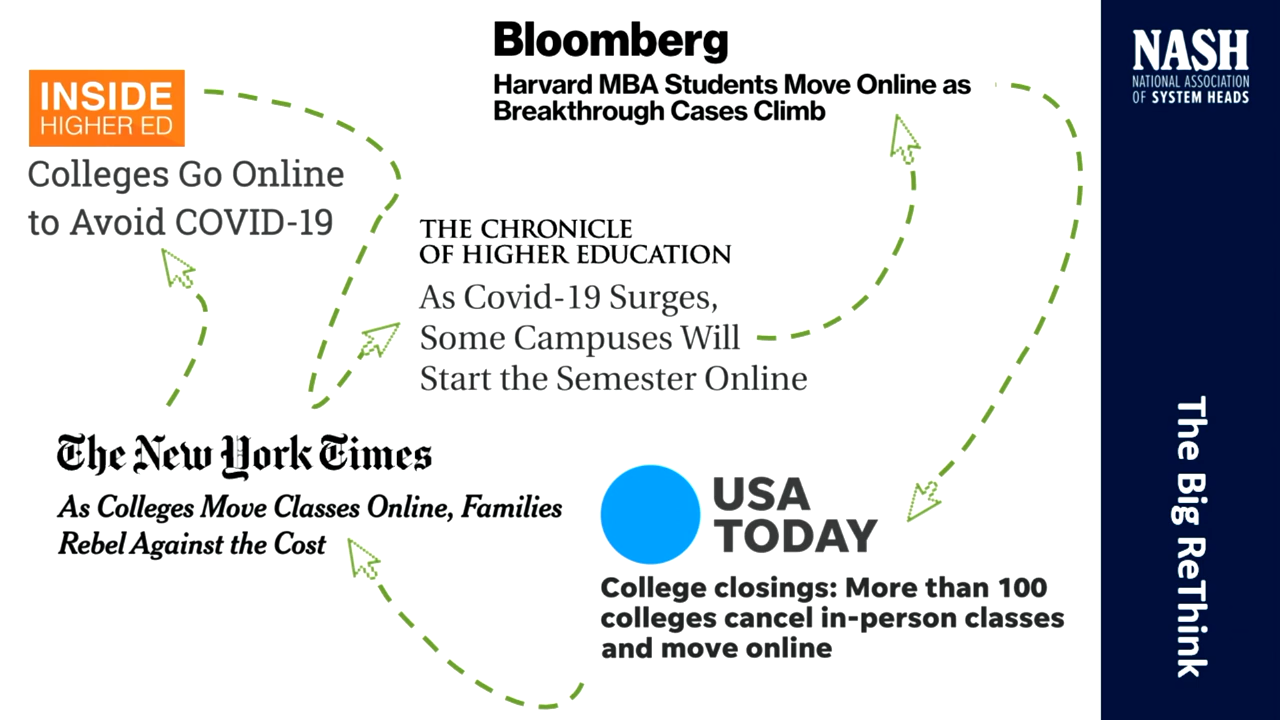 INSIDE
HIGHER ED
Colleges Go Online
to Avoid COVID-19
Bloomberg
Harvard MBA Students Move Online as
Breakthrough Cases Climb
THE CHRONICLE
OF HIGHER EDUCATION
As Covid-19 Surges,
Some Campuses Will
Start the Semester Online
The New York Times
As Colleges Move Classes Online, Families
Rebel Against the Cost
USA
TODAY
College closings: More than 100
colleges cancel in-person classes
and move online
NASH
NATIONAL ASSOCIATION
OF SYSTEM HEADS
The Big ReThink